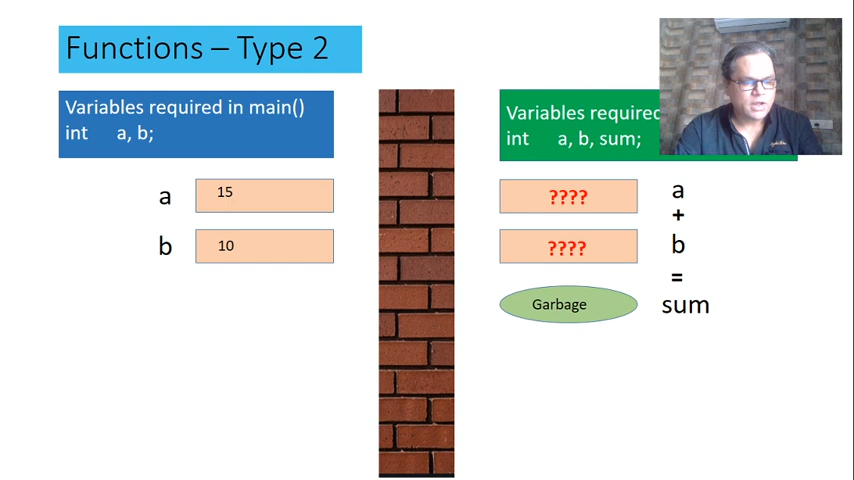 Functions – Type 2
Variables required in main()
int a, b;
a 15
b 10
Variables required
int a, b, sum;
???? a
+
???? b
=
Garbage sum